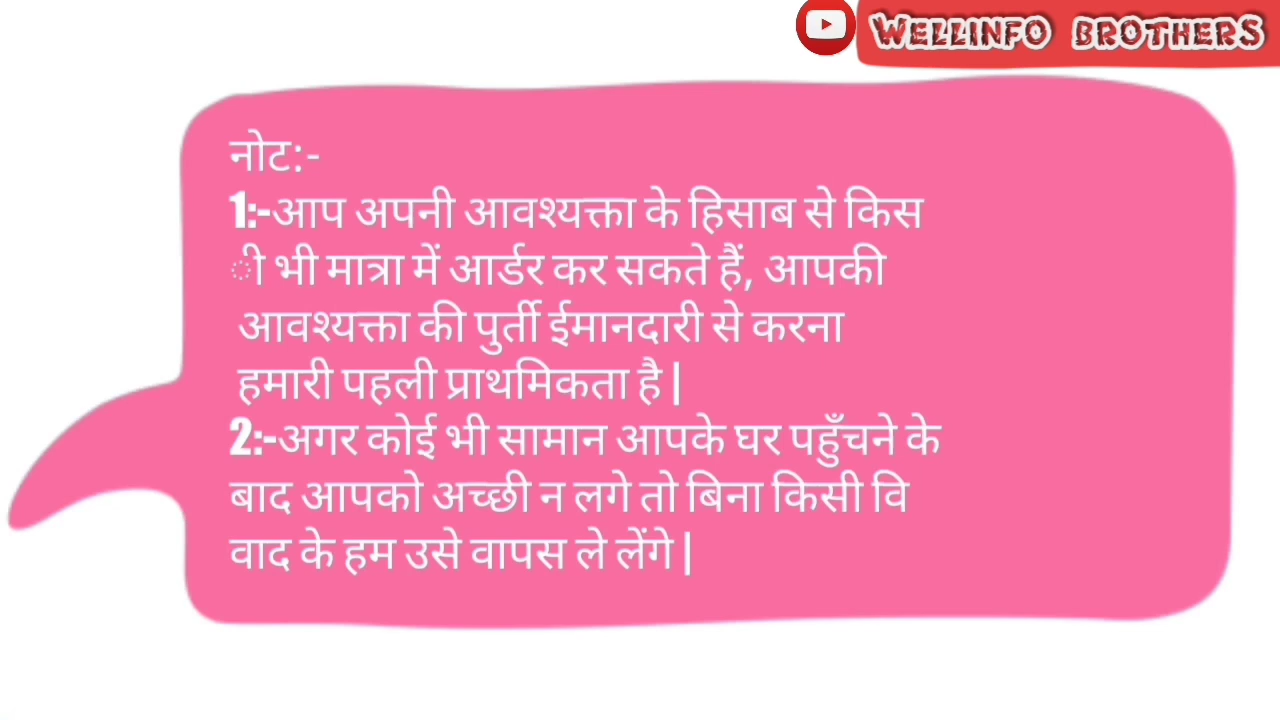 WELLINFO BROTHERS
नोट:-
1:-आप अपनी आवश्यक्ता के हिसाब से किस
ी भी मात्रा में आर्डर कर सकते हैं, आपकी
आवश्यक्ता की पुर्ती ईमानदारी से करना
हमारी पहली प्राथमिकता है|
2:-अगर कोई भी सामान आपके घर पहुँचने के
बाद आपको अच्छी न लगे तो बिना किसी वि
वाद के हम उसे वापस ले लेंगे|